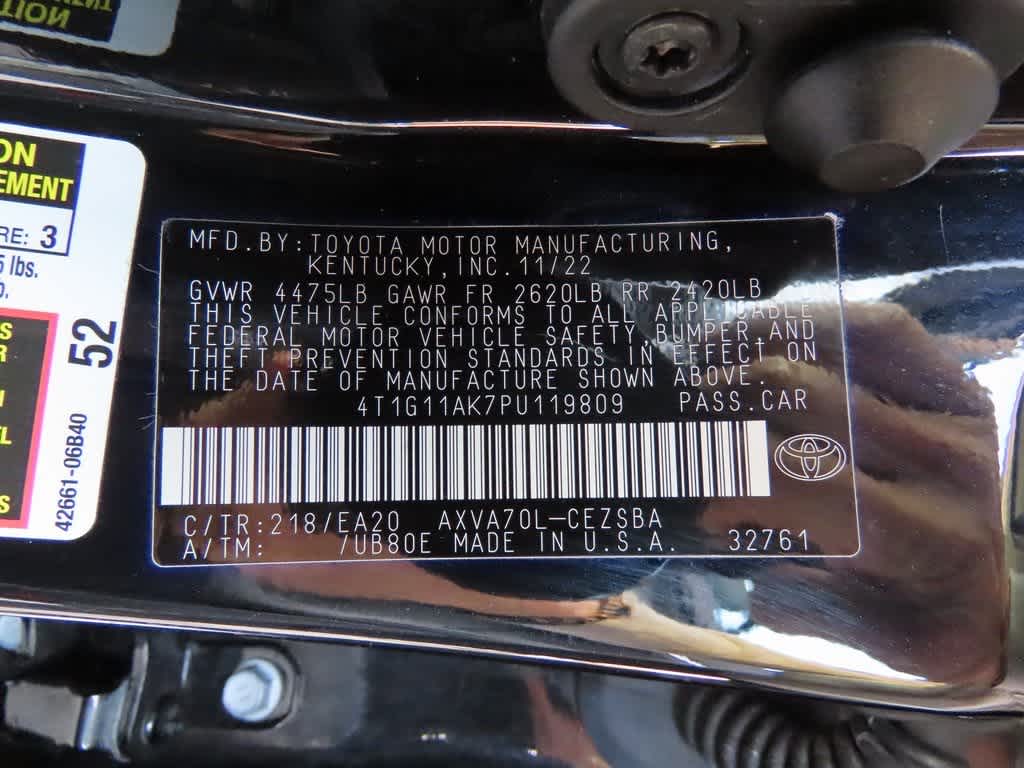 TION
ON
EMENT
RE: 3
5 lbs.
52
42661-06B40
MFD.BY:TOYOTA MOTOR MANUFACTURING,
KENTUCKY,INC.11/22
GVWR 4475LB GAWR FR 2620LB RR 2420LB
THIS VEHICLE CONFORMS TO ALL APPLICABLE
FEDERAL MOTOR VEHICLE SAFETY,BUMPER,AND
THEFT PREVENTION STANDARDS IN EFFECT ON
THE DATE OF MANUFACTURE SHOWN ABOVE.
4T1G11AK7PU119809 PASS.CAR
C/TR:218/EA20 AXVA70L-CEZSBA
A/TM: /UB80E MADE IN U.S.A. 32761